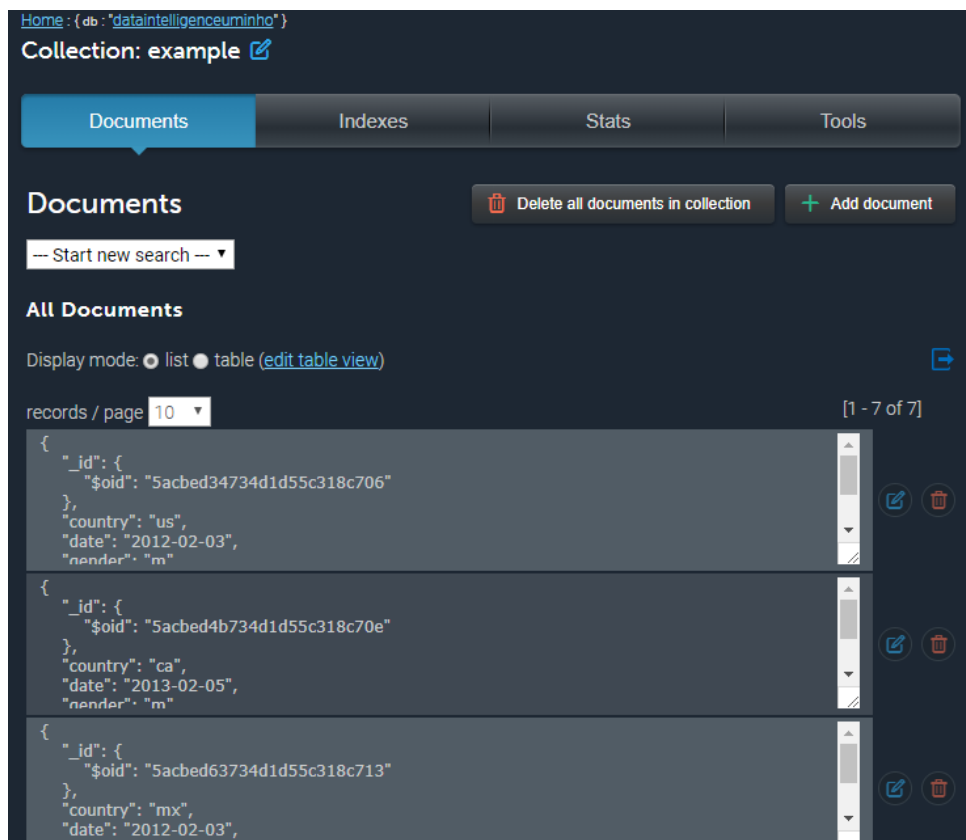 Home : { db : "dataintelligenceuminho" }
Collection: example
Documents Indexes Stats Tools
Documents
Delete all documents in collection
Add document
--- Start new search ---
All Documents
Display mode: list table (edit table view)
records / page 10
[1 - 7 of 7]
{
"_id": {
"$oid": "5acbed34734d1d55c318c706"
},
"country": "us",
"date": "2012-02-03",
"gender": "m"
{
"_id": {
"$oid": "5acbed4b734d1d55c318c70e"
},
"country": "ca",
"date": "2013-02-05",
"gender": "m"
{
"_id": {
"$oid": "5acbed63734d1d55c318c713"
},
"country": "mx",
"date": "2012-02-03",